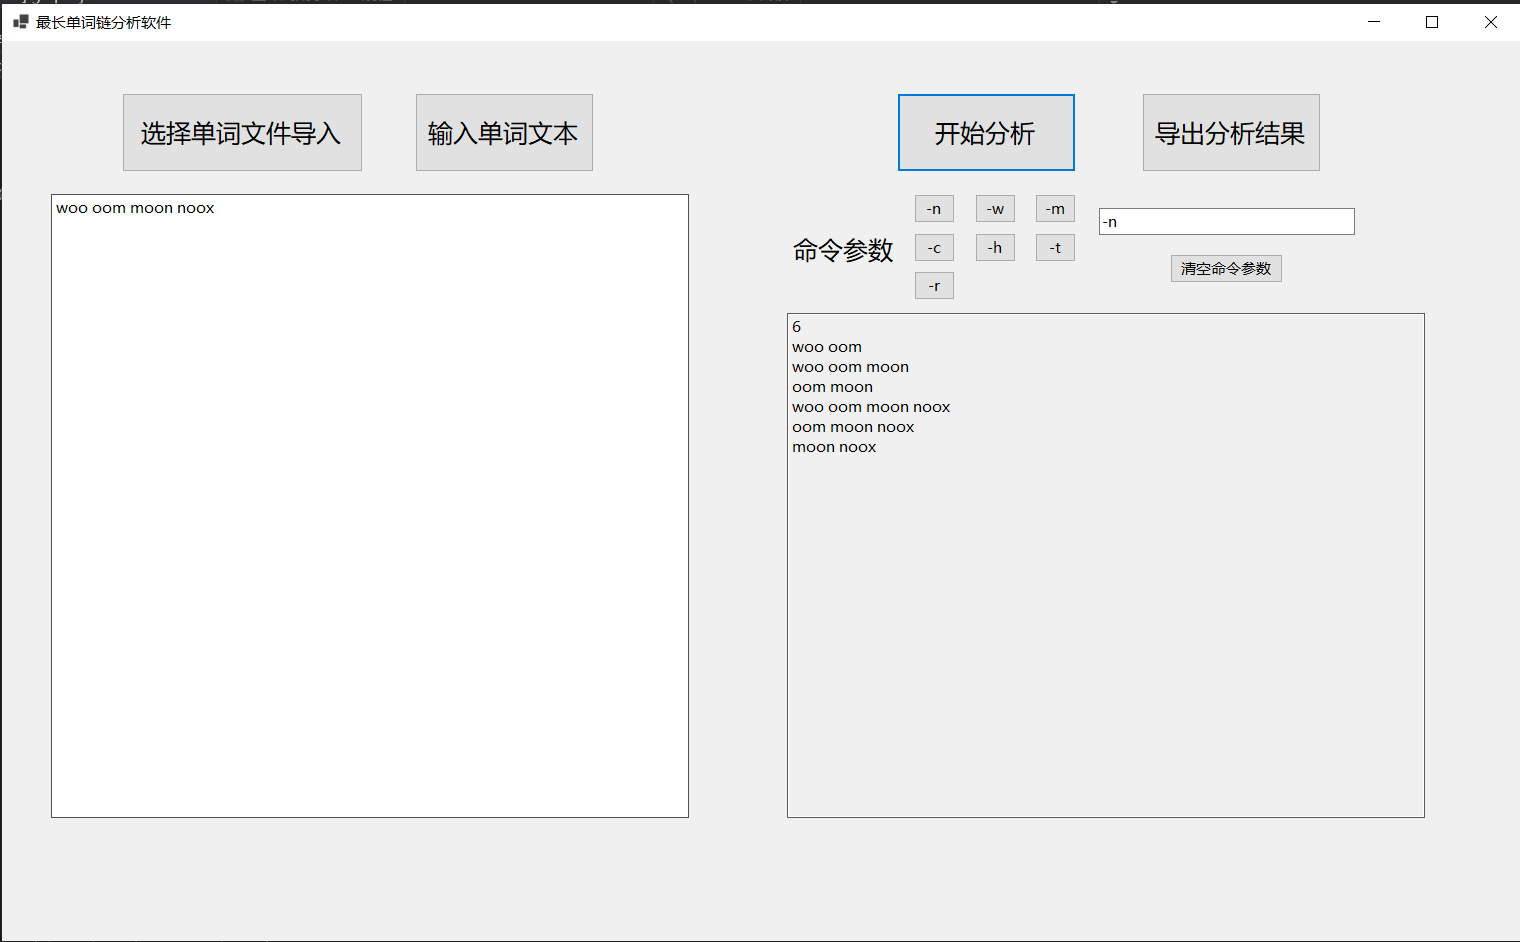 最长单词链分析软件
选择单词文件导入
输入单词文本
开始分析
导出分析结果
woo oom moon noox
命令参数
-n
-w
-m
-c
-h
-t
-r
-n
清空命令参数
6
woo oom
woo oom moon
oom moon
woo oom moon noox
oom moon noox
moon noox